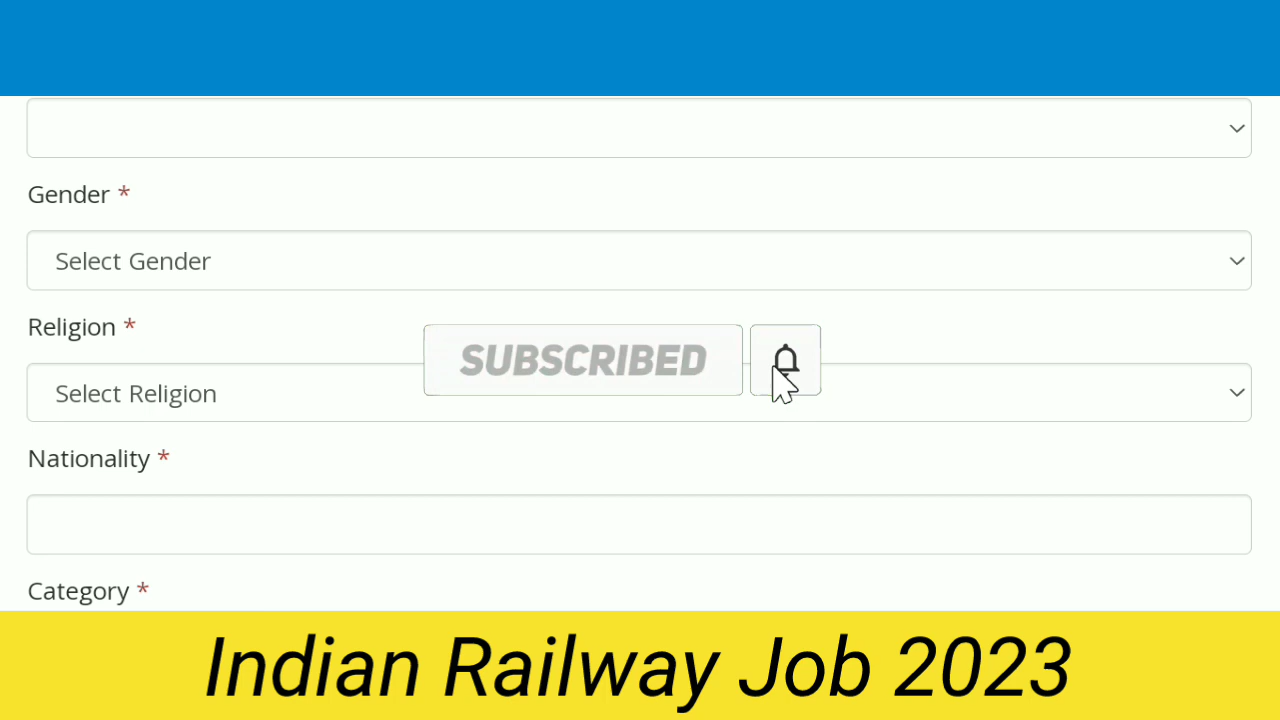 Gender *
Select Gender
Religion *
SUBSCRIBED
Select Religion
Nationality *
Category *
Indian Railway Job 2023